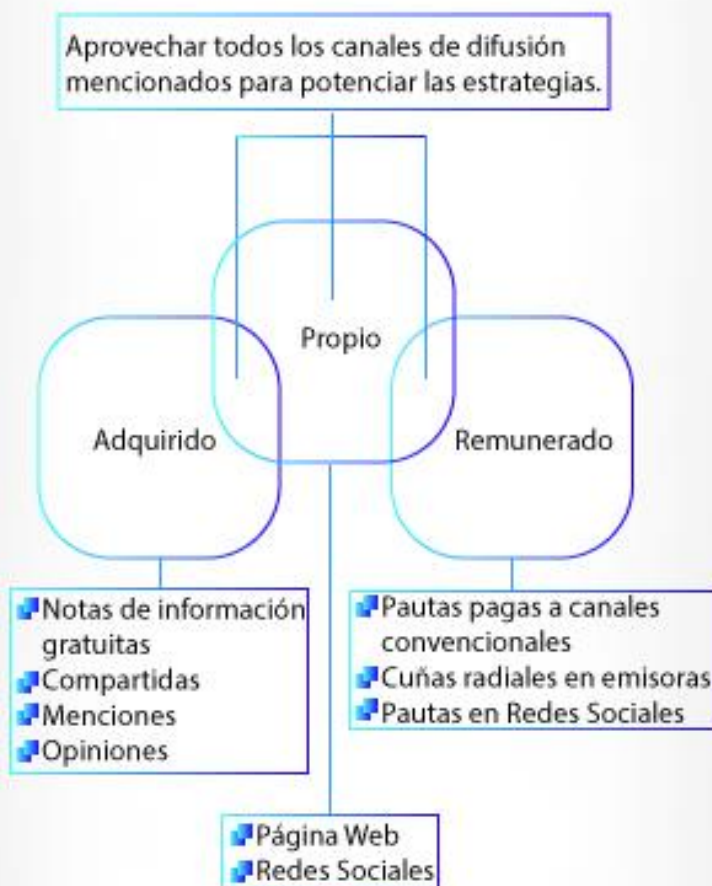 Aprovechar todos los canales de difusión
mencionados para potenciar las estrategias.
Propio
Adquirido
Remunerado
Notas de información
gratuitas
Compartidas
Menciones
Opiniones
Pautas pagas a canales
convencionales
Cuñas radiales en emisoras
Pautas en Redes Sociales
Página Web
Redes Sociales